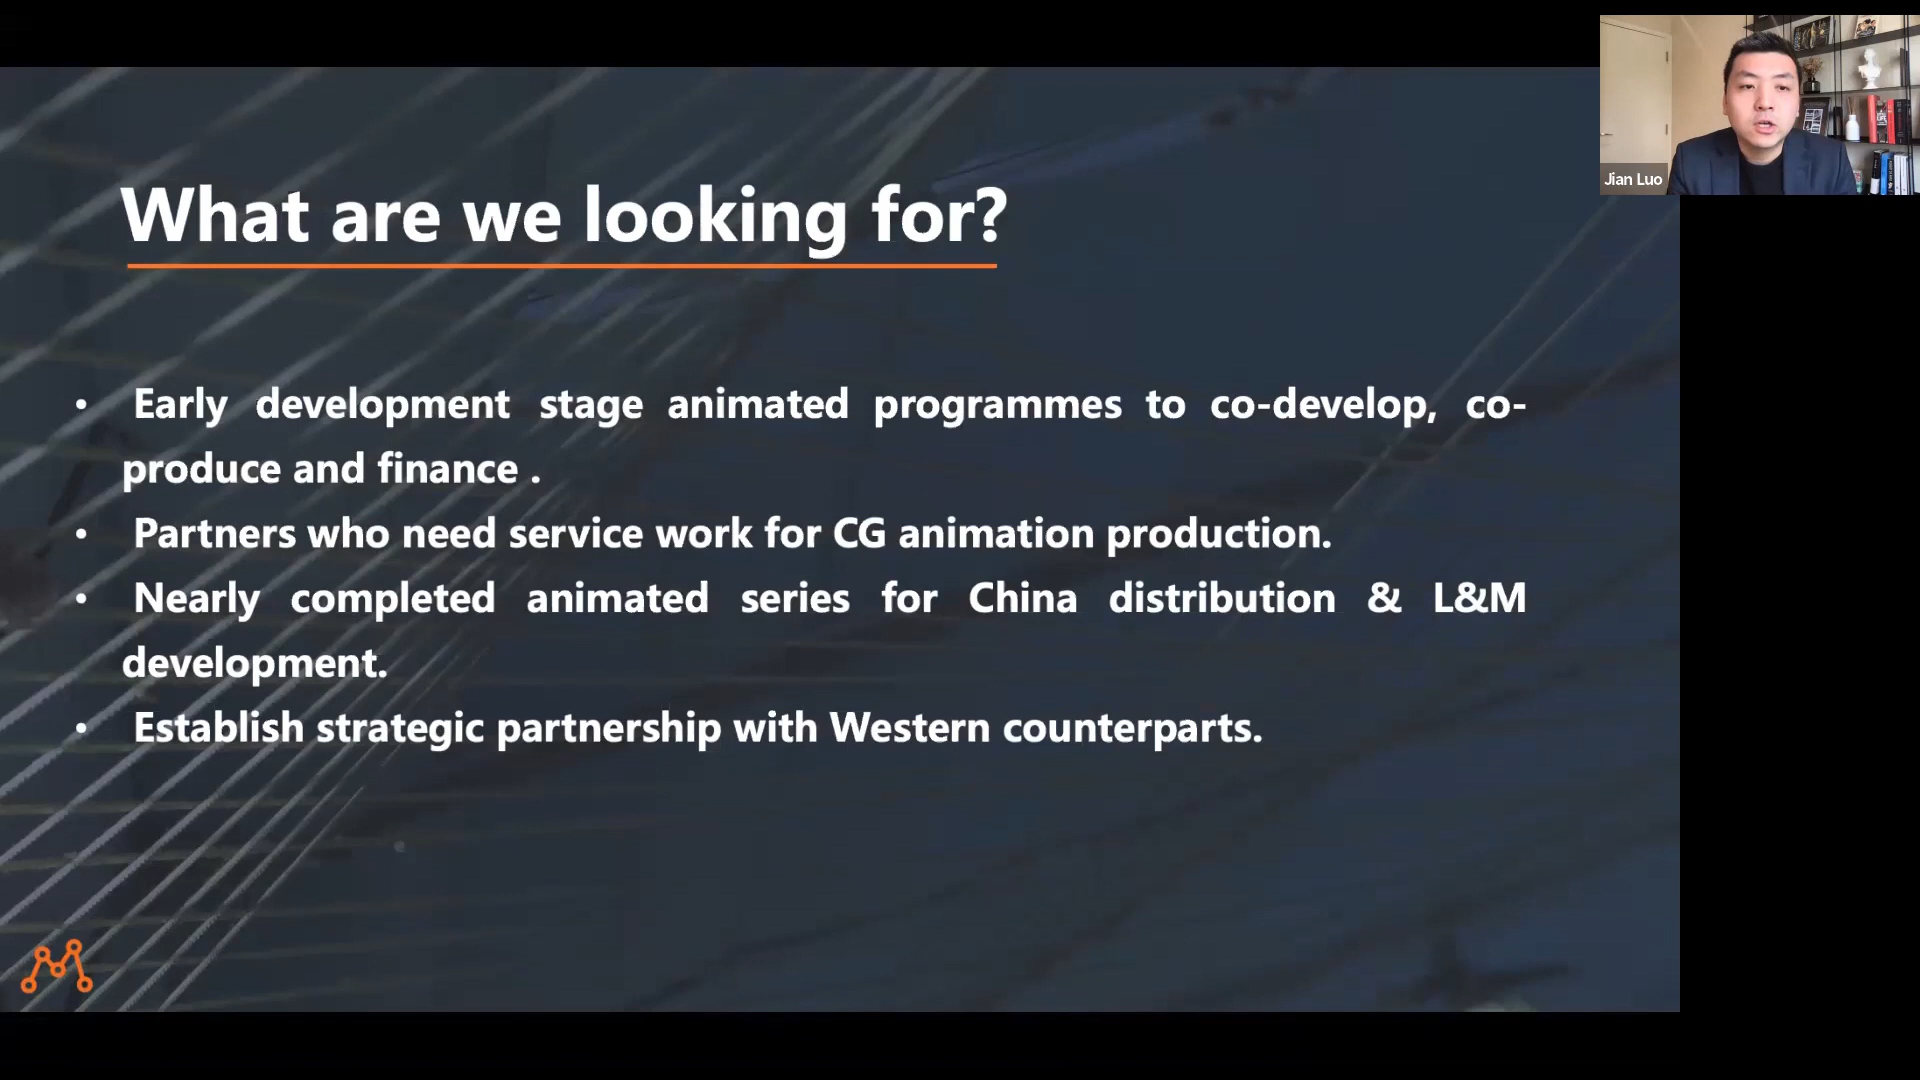 What are we looking for?
• Early development stage animated programmes to co-develop, co-
produce and finance .
• Partners who need service work for CG animation production.
• Nearly completed animated series for China distribution & L&M
development.
• Establish strategic partnership with Western counterparts.
Jian Luo